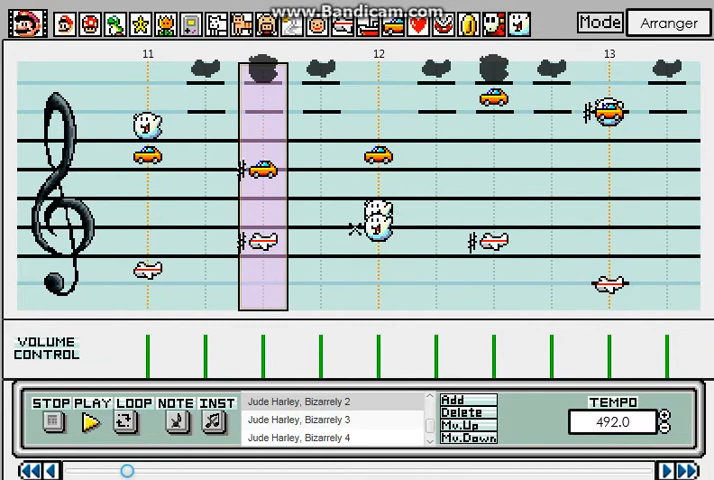 www.Bandicam.com
Mode
Arranger
11
12
13
VOLUME
CONTROL
STOP PLAY LOOP NOTE INST
Jude Harley, Bizarrely 2
Jude Harley, Bizarrely 3
Jude Harley, Bizarrely 4
Add
Delete
Mv.Up
Mv.Down
TEMPO
492.0